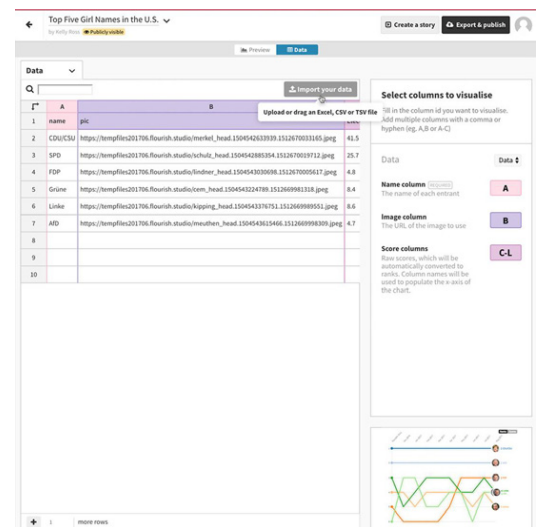 Top Five Girl Names in the U.S.
by Kelly Moss Publicly visible
Create a story
Export & publish
Preview
Data
Data
Import your data
Upload or drag an Excel, CSV or TSV file
A B
1 name pic
2 CDU/CSU https://tempfiles201706.flourish.studio/merkel_head.1504542633939.1512670033165.jpeg 41.5
3 SPD https://tempfiles201706.flourish.studio/schulz_head.1504542885354.1512670019712.jpeg 25.7
4 FDP https://tempfiles201706.flourish.studio/lindner_head.1504543030698.1512670005617.jpeg 4.8
5 Grüne https://tempfiles201706.flourish.studio/cem_head.1504543224789.1512669981318.jpeg 8.4
6 Linke https://tempfiles201706.flourish.studio/kipping_head.1504543376751.1512669989551.jpeg 8.6
7 AfD https://tempfiles201706.flourish.studio/meuthen_head.1504543615466.1512669998309.jpeg 4.7
8
9
10
1 more rows
Select columns to visualise
Fill in the column id you want to visualise.
Add multiple columns with a comma or
hyphen (eg. A,B or A-C)
Data Data
Name column REQUIRED A
The name of each entrant
Image column B
The URL of the image to use
Score columns C-L
Raw scores, which will be
automatically converted to
ranks. Column names will be
used to populate the x-axis of
the chart.